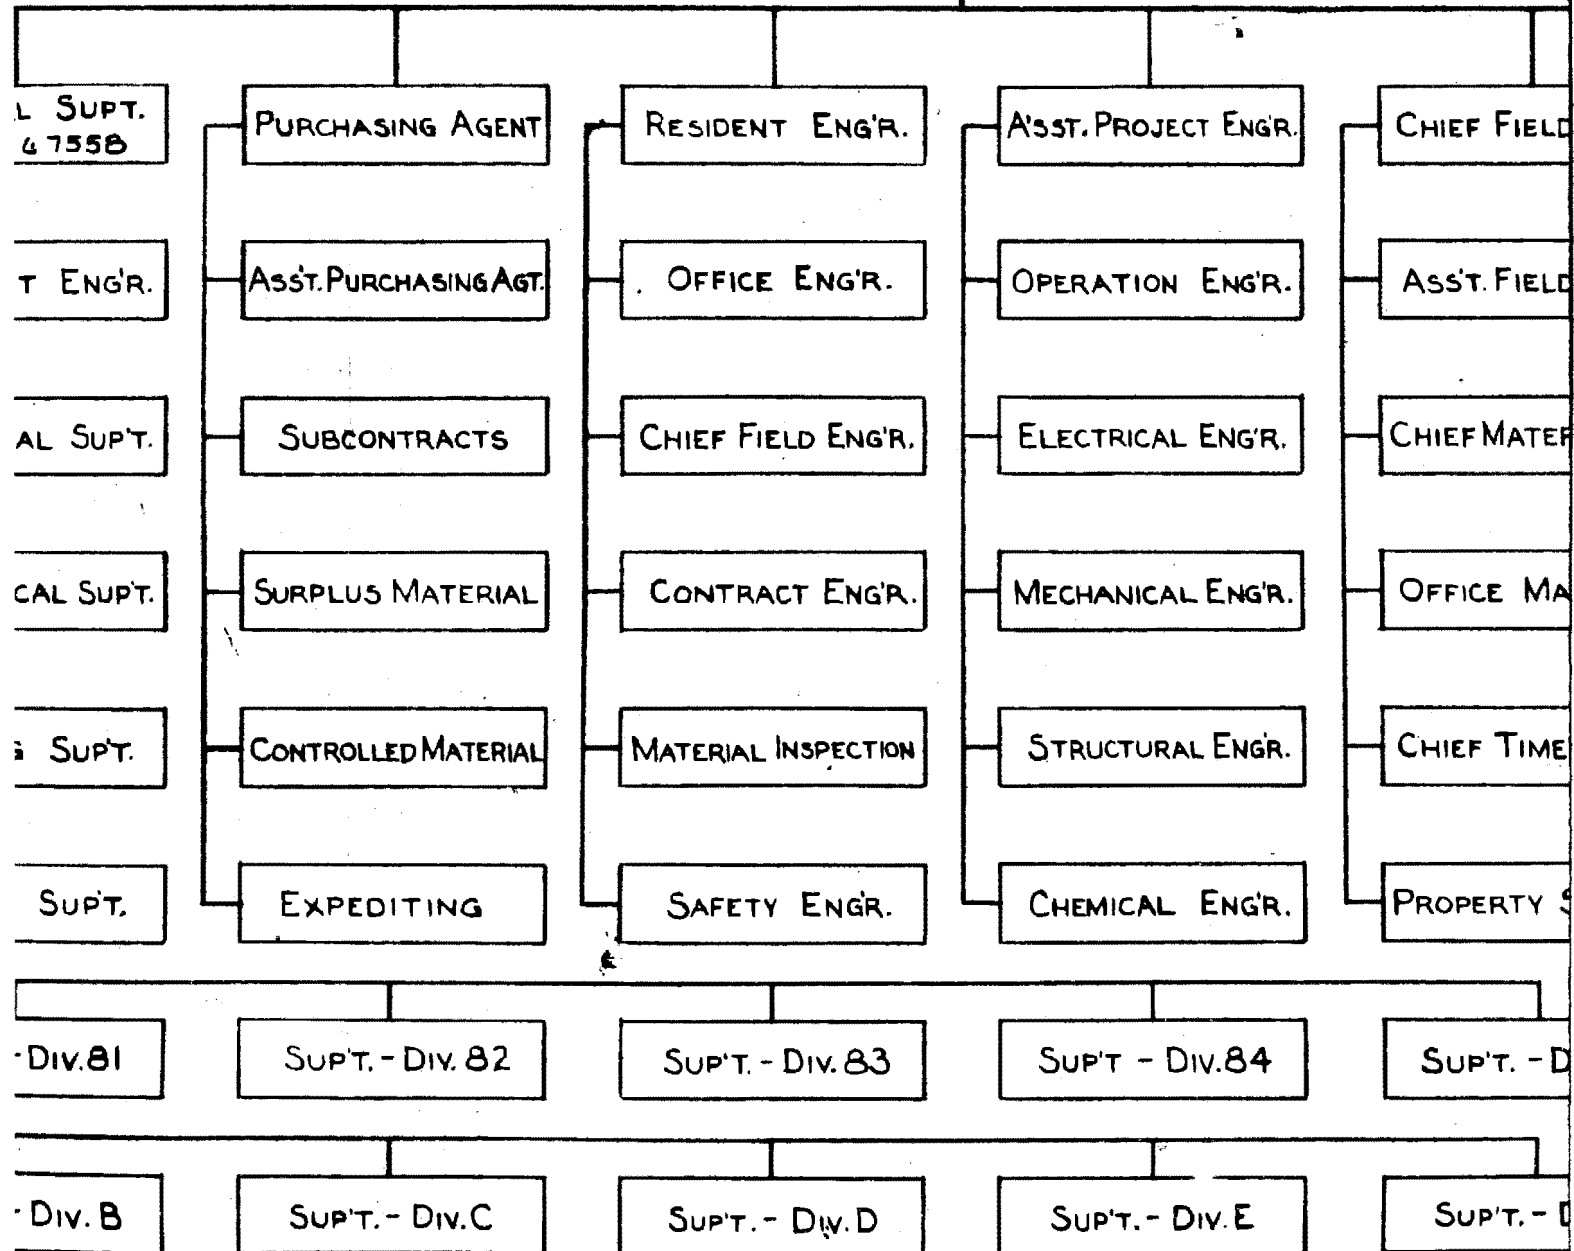 L SUPT.
67558
PURCHASING AGENT
RESIDENT ENG'R.
A'SST. PROJECT ENG'R.
CHIEF FIELD
T ENG'R.
ASS'T. PURCHASING AGT.
OFFICE ENG'R.
OPERATION ENG'R.
ASS'T. FIELD
AL SUP'T.
SUBCONTRACTS
CHIEF FIELD ENG'R.
ELECTRICAL ENG'R.
CHIEF MATER
CAL SUP'T.
SURPLUS MATERIAL
CONTRACT ENG'R.
MECHANICAL ENG'R.
OFFICE MA
SUP'T.
CONTROLLED MATERIAL
MATERIAL INSPECTION
STRUCTURAL ENG'R.
CHIEF TIME
SUP'T.
EXPEDITING
SAFETY ENG'R.
CHEMICAL ENG'R.
PROPERTY S
- DIV. 81
SUP'T. - DIV. 82
SUP'T. - DIV. 83
SUP'T - DIV. 84
SUP'T. - D
- DIV. B
SUP'T. - DIV. C
SUP'T. - DIV. D
SUP'T. - DIV. E
SUP'T. - D